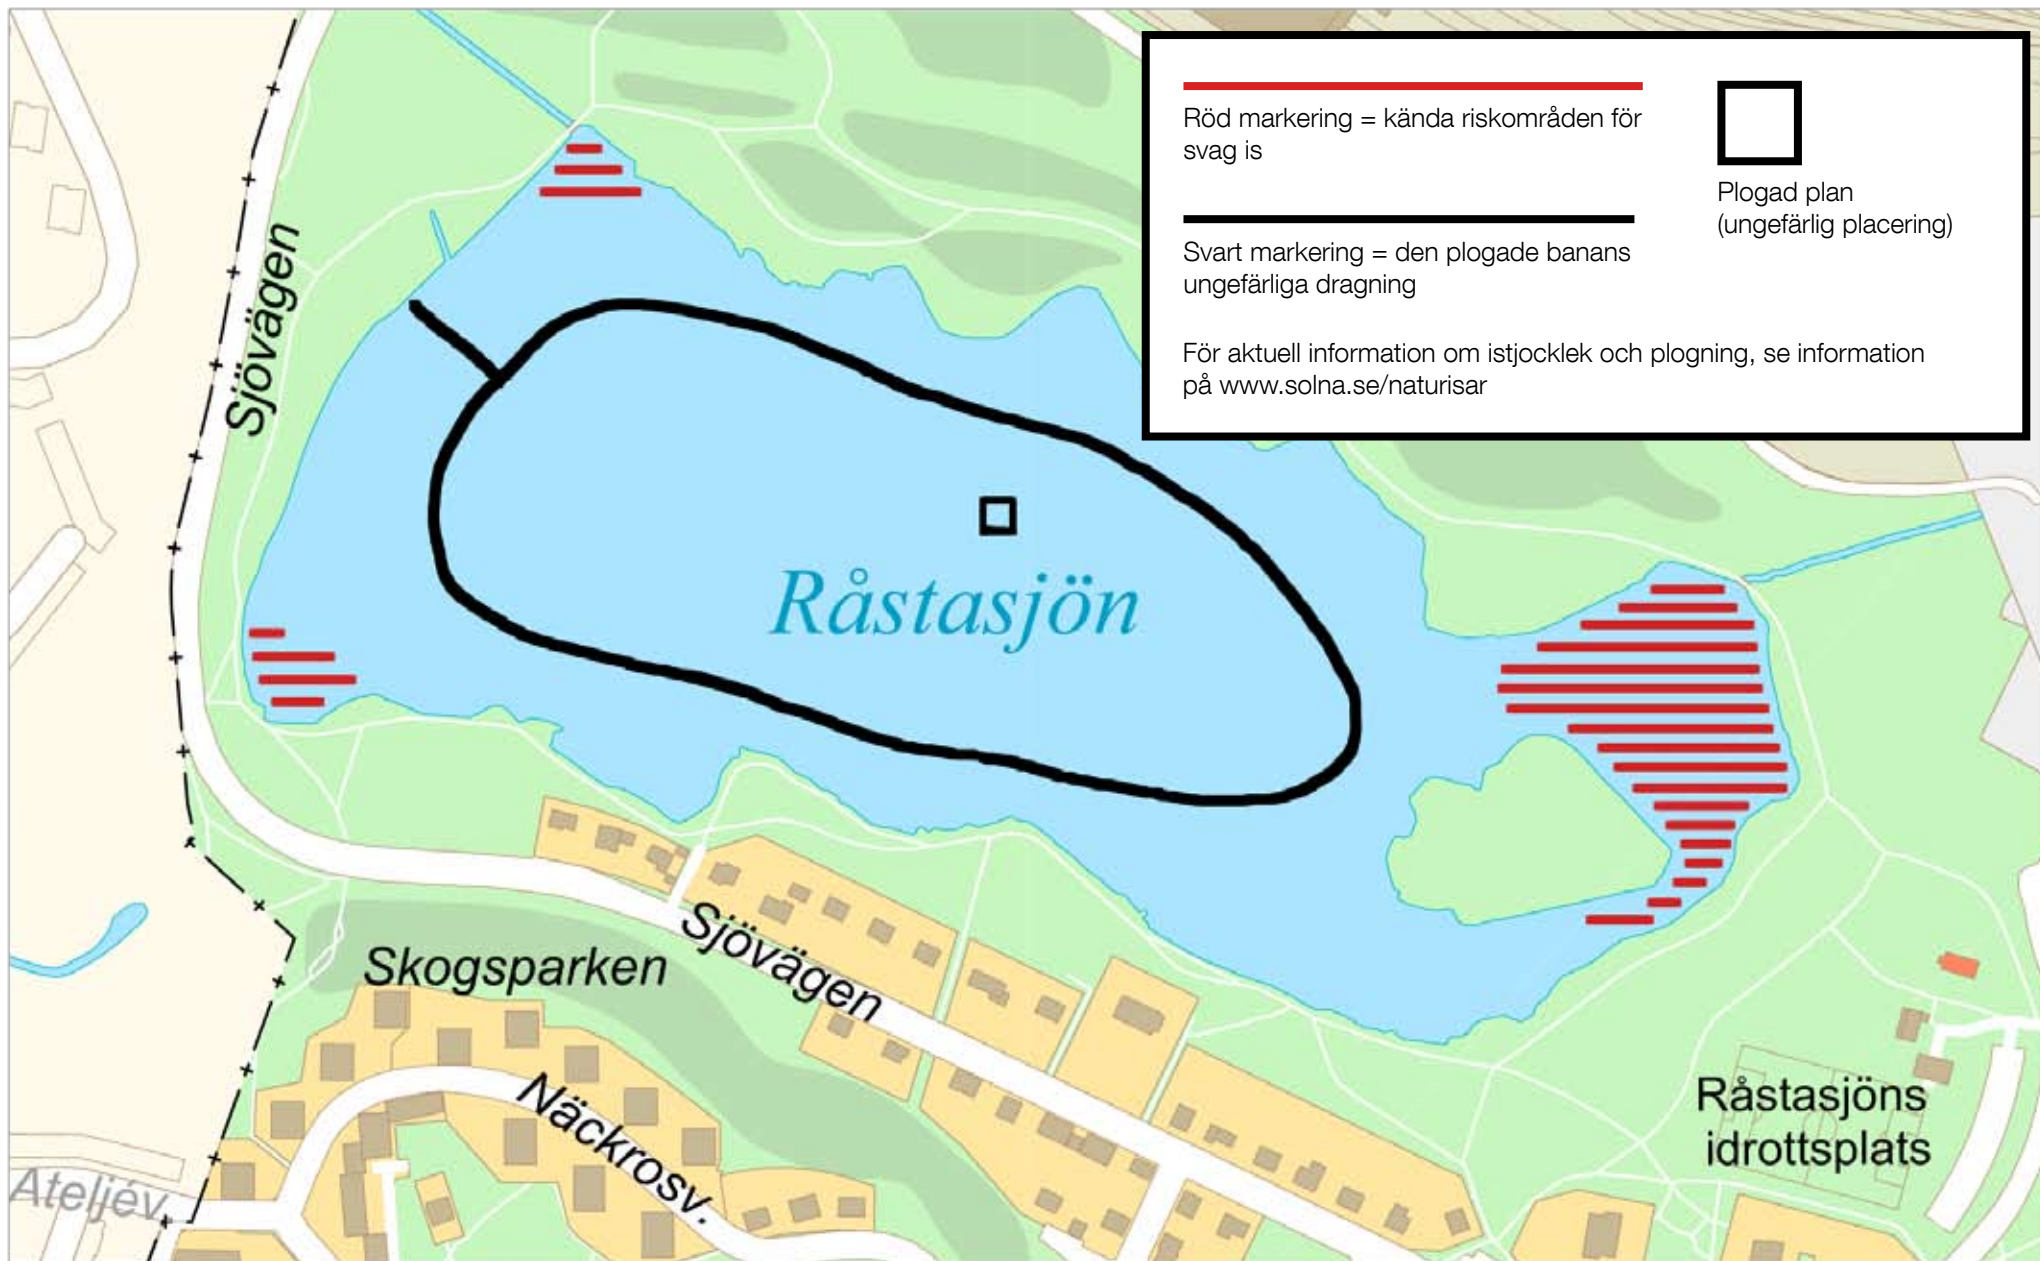 Röd markering = kända riskområden för
svag is
Plogad plan
(ungefärlig placering)
Svart markering = den plogade banans
ungefärliga dragning
För aktuell information om istjocklek och plogning, se information
på www.solna.se/naturisar
Sjövägen
Råstasjön
Sjövägen
Skogsparken
Näckrosv.
Råstasjöns
idrottsplats
Ateljév.